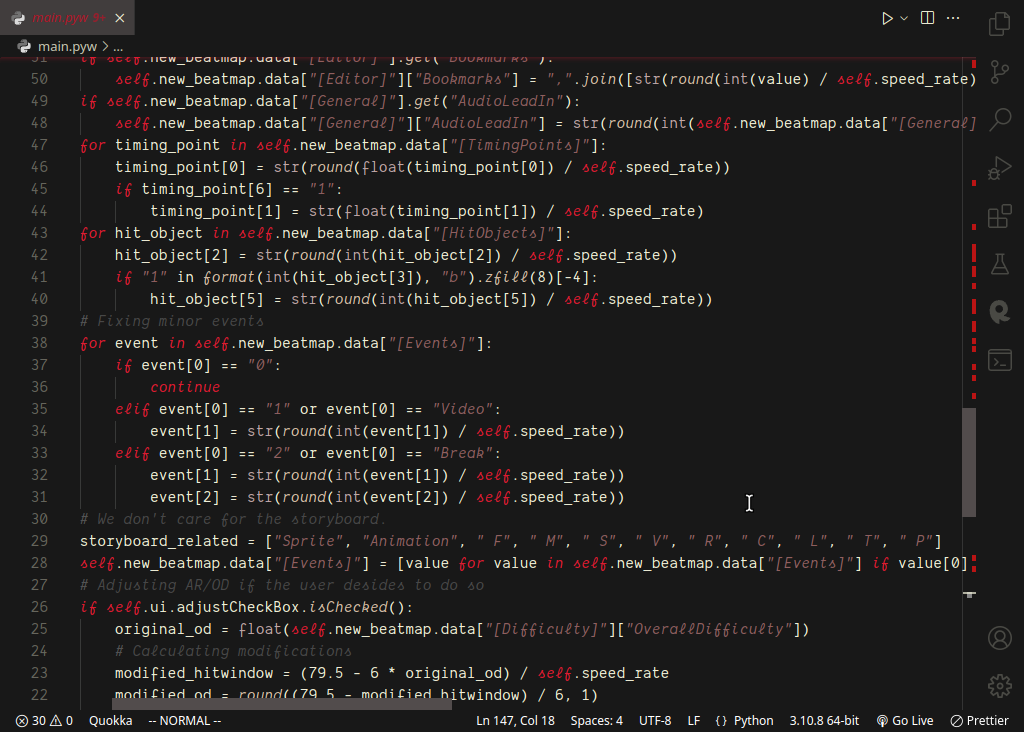 main.pyw 9+
main.pyw > ...
51 if self.new_beatmap.data["[Editor]"].get("Bookmarks"):
50 self.new_beatmap.data["[Editor]"]["Bookmarks"] = ",".join([str(round(int(value) / self.speed_rate)
49 if self.new_beatmap.data["[General]"].get("AudioLeadIn"):
48 self.new_beatmap.data["[General]"]["AudioLeadIn"] = str(round(int(self.new_beatmap.data["[General]
47 for timing_point in self.new_beatmap.data["[TimingPoints]"]:
46 timing_point[0] = str(round(float(timing_point[0]) / self.speed_rate))
45 if timing_point[6] == "1":
44 timing_point[1] = str(float(timing_point[1]) / self.speed_rate)
43 for hit_object in self.new_beatmap.data["[HitObjects]"]:
42 hit_object[2] = str(round(int(hit_object[2]) / self.speed_rate))
41 if "1" in format(int(hit_object[3]), "b").zfill(8)[-4]:
40 hit_object[5] = str(round(int(hit_object[5]) / self.speed_rate))
39 # Fixing minor events
38 for event in self.new_beatmap.data["[Events]"]:
37 if event[0] == "0":
36 continue
35 elif event[0] == "1" or event[0] == "Video":
34 event[1] = str(round(int(event[1]) / self.speed_rate))
33 elif event[0] == "2" or event[0] == "Break":
32 event[1] = str(round(int(event[1]) / self.speed_rate))
31 event[2] = str(round(int(event[2]) / self.speed_rate))
30 # We don't care for the storyboard.
29 storyboard_related = ["Sprite", "Animation", " F", " M", " S", " V", " R", " C", " L", " T", " P"]
28 self.new_beatmap.data["[Events]"] = [value for value in self.new_beatmap.data["[Events]"] if value[0]
27 # Adjusting AR/OD if the user desides to do so
26 if self.ui.adjustCheckBox.isChecked():
25 original_od = float(self.new_beatmap.data["[Difficulty]"]["OverallDifficulty"])
24 # Calculating modifications
23 modified_hitwindow = (79.5 - 6 * original_od) / self.speed_rate
22 modified_od = round((79.5 - modified_hitwindow) / 6, 1)
30 0 Quokka -- NORMAL -- Ln 147, Col 18 Spaces: 4 UTF-8 LF { } Python 3.10.8 64-bit Go Live Prettier